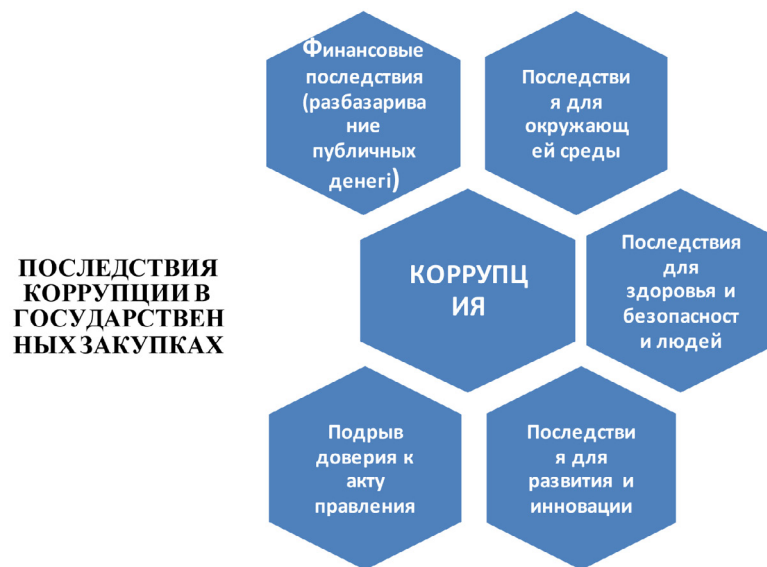 ПОСЛЕДСТВИЯ
КОРРУПЦИИ В
ГОСУДАРСТВЕН
НЫХ ЗАКУПКАХ
Финансовые
последствия
(разбазарива
ние
публичных
денегі)
Последстви
я для
окружающ
ей среды
КОРРУПЦ
ИЯ
Последствия
для
здоровья и
безопасност
и людей
Подрыв
доверия к
акту
правления
Последстви
я для
развития и
инновации